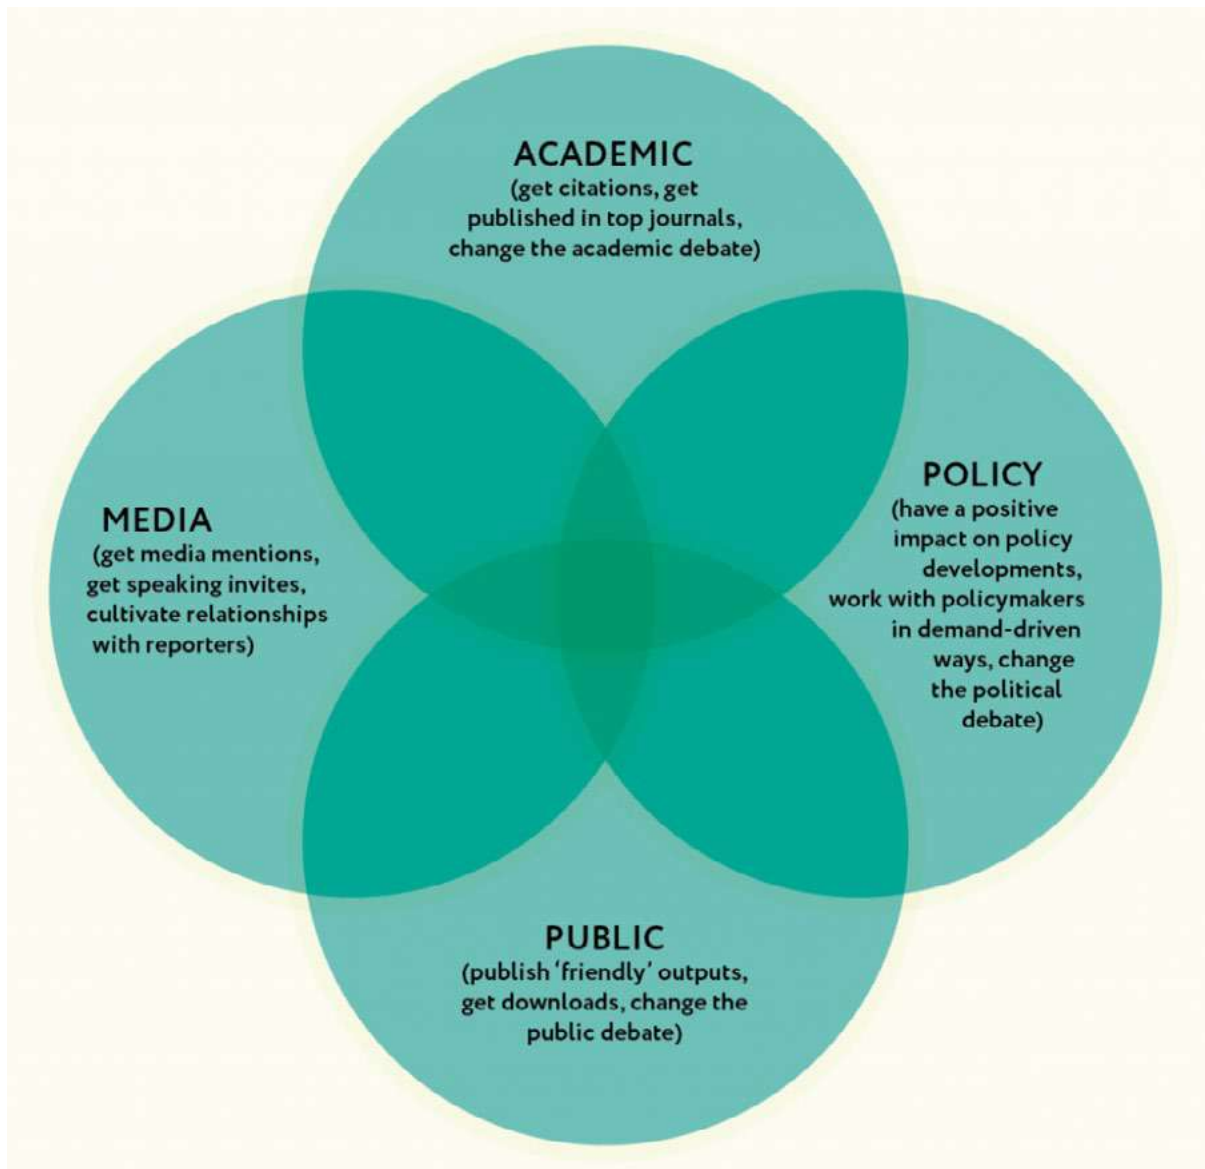 ACADEMIC
(get citations, get
published in top journals,
change the academic debate)
MEDIA
(get media mentions,
get speaking invites,
cultivate relationships
with reporters)
POLICY
(have a positive
impact on policy
developments,
work with policymakers
in demand-driven
ways, change
the political
debate)
PUBLIC
(publish ‘friendly’ outputs,
get downloads, change the
public debate)